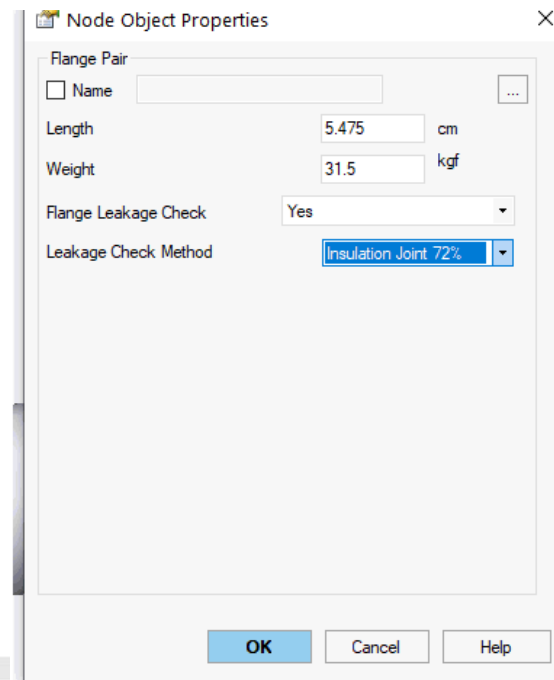 Node Object Properties
Flange Pair
Name
...
Length 5.475 cm
Weight 31.5 kgf
Flange Leakage Check Yes
Leakage Check Method Insulation Joint 72%
OK Cancel Help